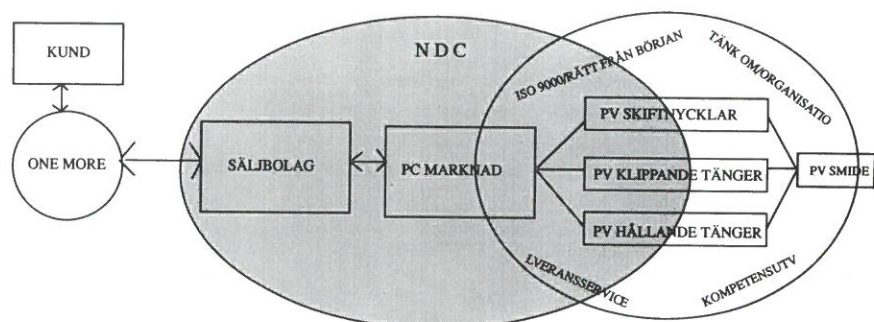 NDC
KUND
ISO 9000/RÄTT FRÅN BÖRJAN
TÄNK OM/ORGANISATIO
ONE MORE
SÄLJBOLAG
PC MARKNAD
PV SKIFTNYCKLAR
PV KLIPPANDE TÄNGER
PV HÅLLANDE TÄNGER
PV SMIDE
LVERANSSERVICE
KOMPETENSUTV